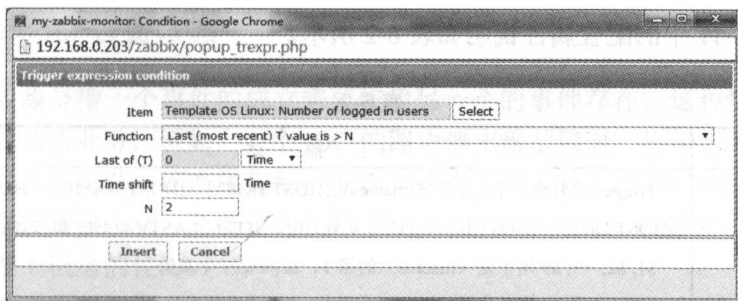 my-zabbix-monitor: Condition - Google Chrome
192.168.0.203/zabbix/popup_trexpr.php
Trigger expression condition
Item Template OS Linux: Number of logged in users Select
Function Last (most recent) T value is > N
Last of (T) 0 Time
Time shift Time
N 2
Insert Cancel